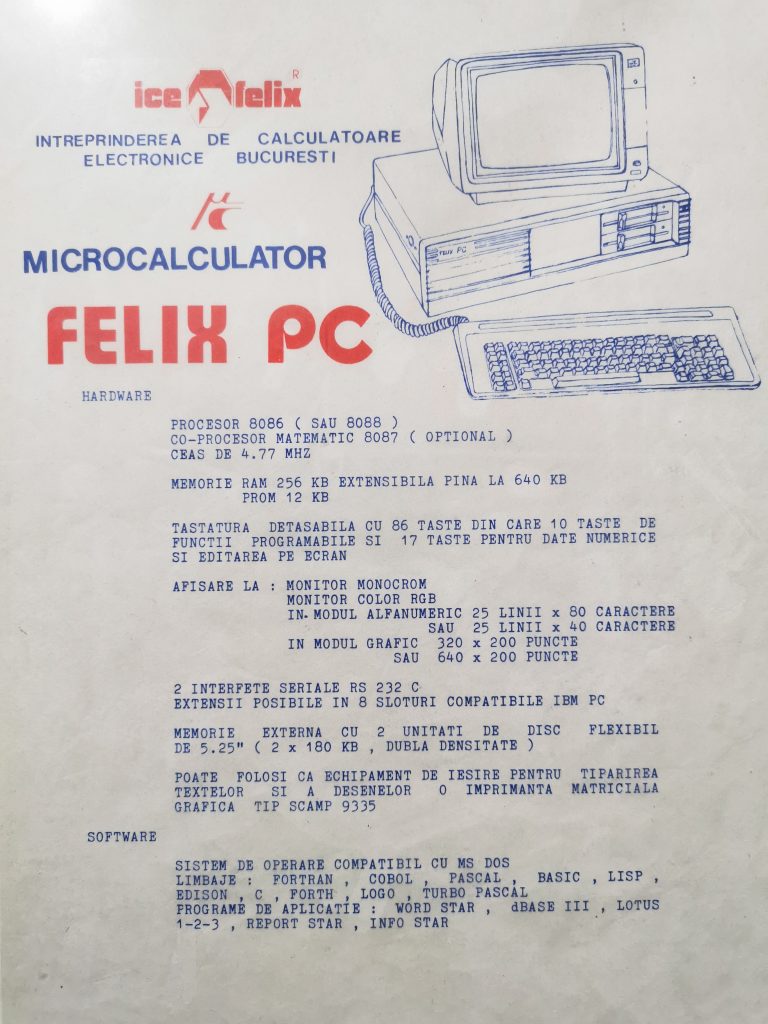 ice felix R
INTREPRINDEREA DE CALCULATOARE
ELECTRONICE BUCURESTI
μc
MICROCALCULATOR
FELIX PC
FELIX PC
HARDWARE
PROCESOR 8086 ( SAU 8088 )
CO-PROCESOR MATEMATIC 8087 ( OPTIONAL )
CEAS DE 4.77 MHZ
MEMORIE RAM 256 KB EXTENSIBILA PINA LA 640 KB
PROM 12 KB
TASTATURA DETASABILA CU 86 TASTE DIN CARE 10 TASTE DE
FUNCTII PROGRAMABILE SI 17 TASTE PENTRU DATE NUMERICE
SI EDITAREA PE ECRAN
AFISARE LA : MONITOR MONOCROM
MONITOR COLOR RGB
IN MODUL ALFANUMERIC 25 LINII x 80 CARACTERE
SAU 25 LINII x 40 CARACTERE
IN MODUL GRAFIC 320 x 200 PUNCTE
SAU 640 x 200 PUNCTE
2 INTERFETE SERIALE RS 232 C
EXTENSII POSIBILE IN 8 SLOTURI COMPATIBILE IBM PC
MEMORIE EXTERNA CU 2 UNITATI DE DISC FLEXIBIL
DE 5.25" ( 2 x 180 KB , DUBLA DENSITATE )
POATE FOLOSI CA ECHIPAMENT DE IESIRE PENTRU TIPARIREA
TEXTELOR SI A DESENELOR O IMPRIMANTA MATRICIALA
GRAFICA TIP SCAMP 9335
SOFTWARE
SISTEM DE OPERARE COMPATIBIL CU MS DOS
LIMBAJE : FORTRAN , COBOL , PASCAL , BASIC , LISP ,
EDISON , C , FORTH , LOGO , TURBO PASCAL
PROGRAME DE APLICATIE : WORD STAR , dBASE III , LOTUS
1-2-3 , REPORT STAR , INFO STAR